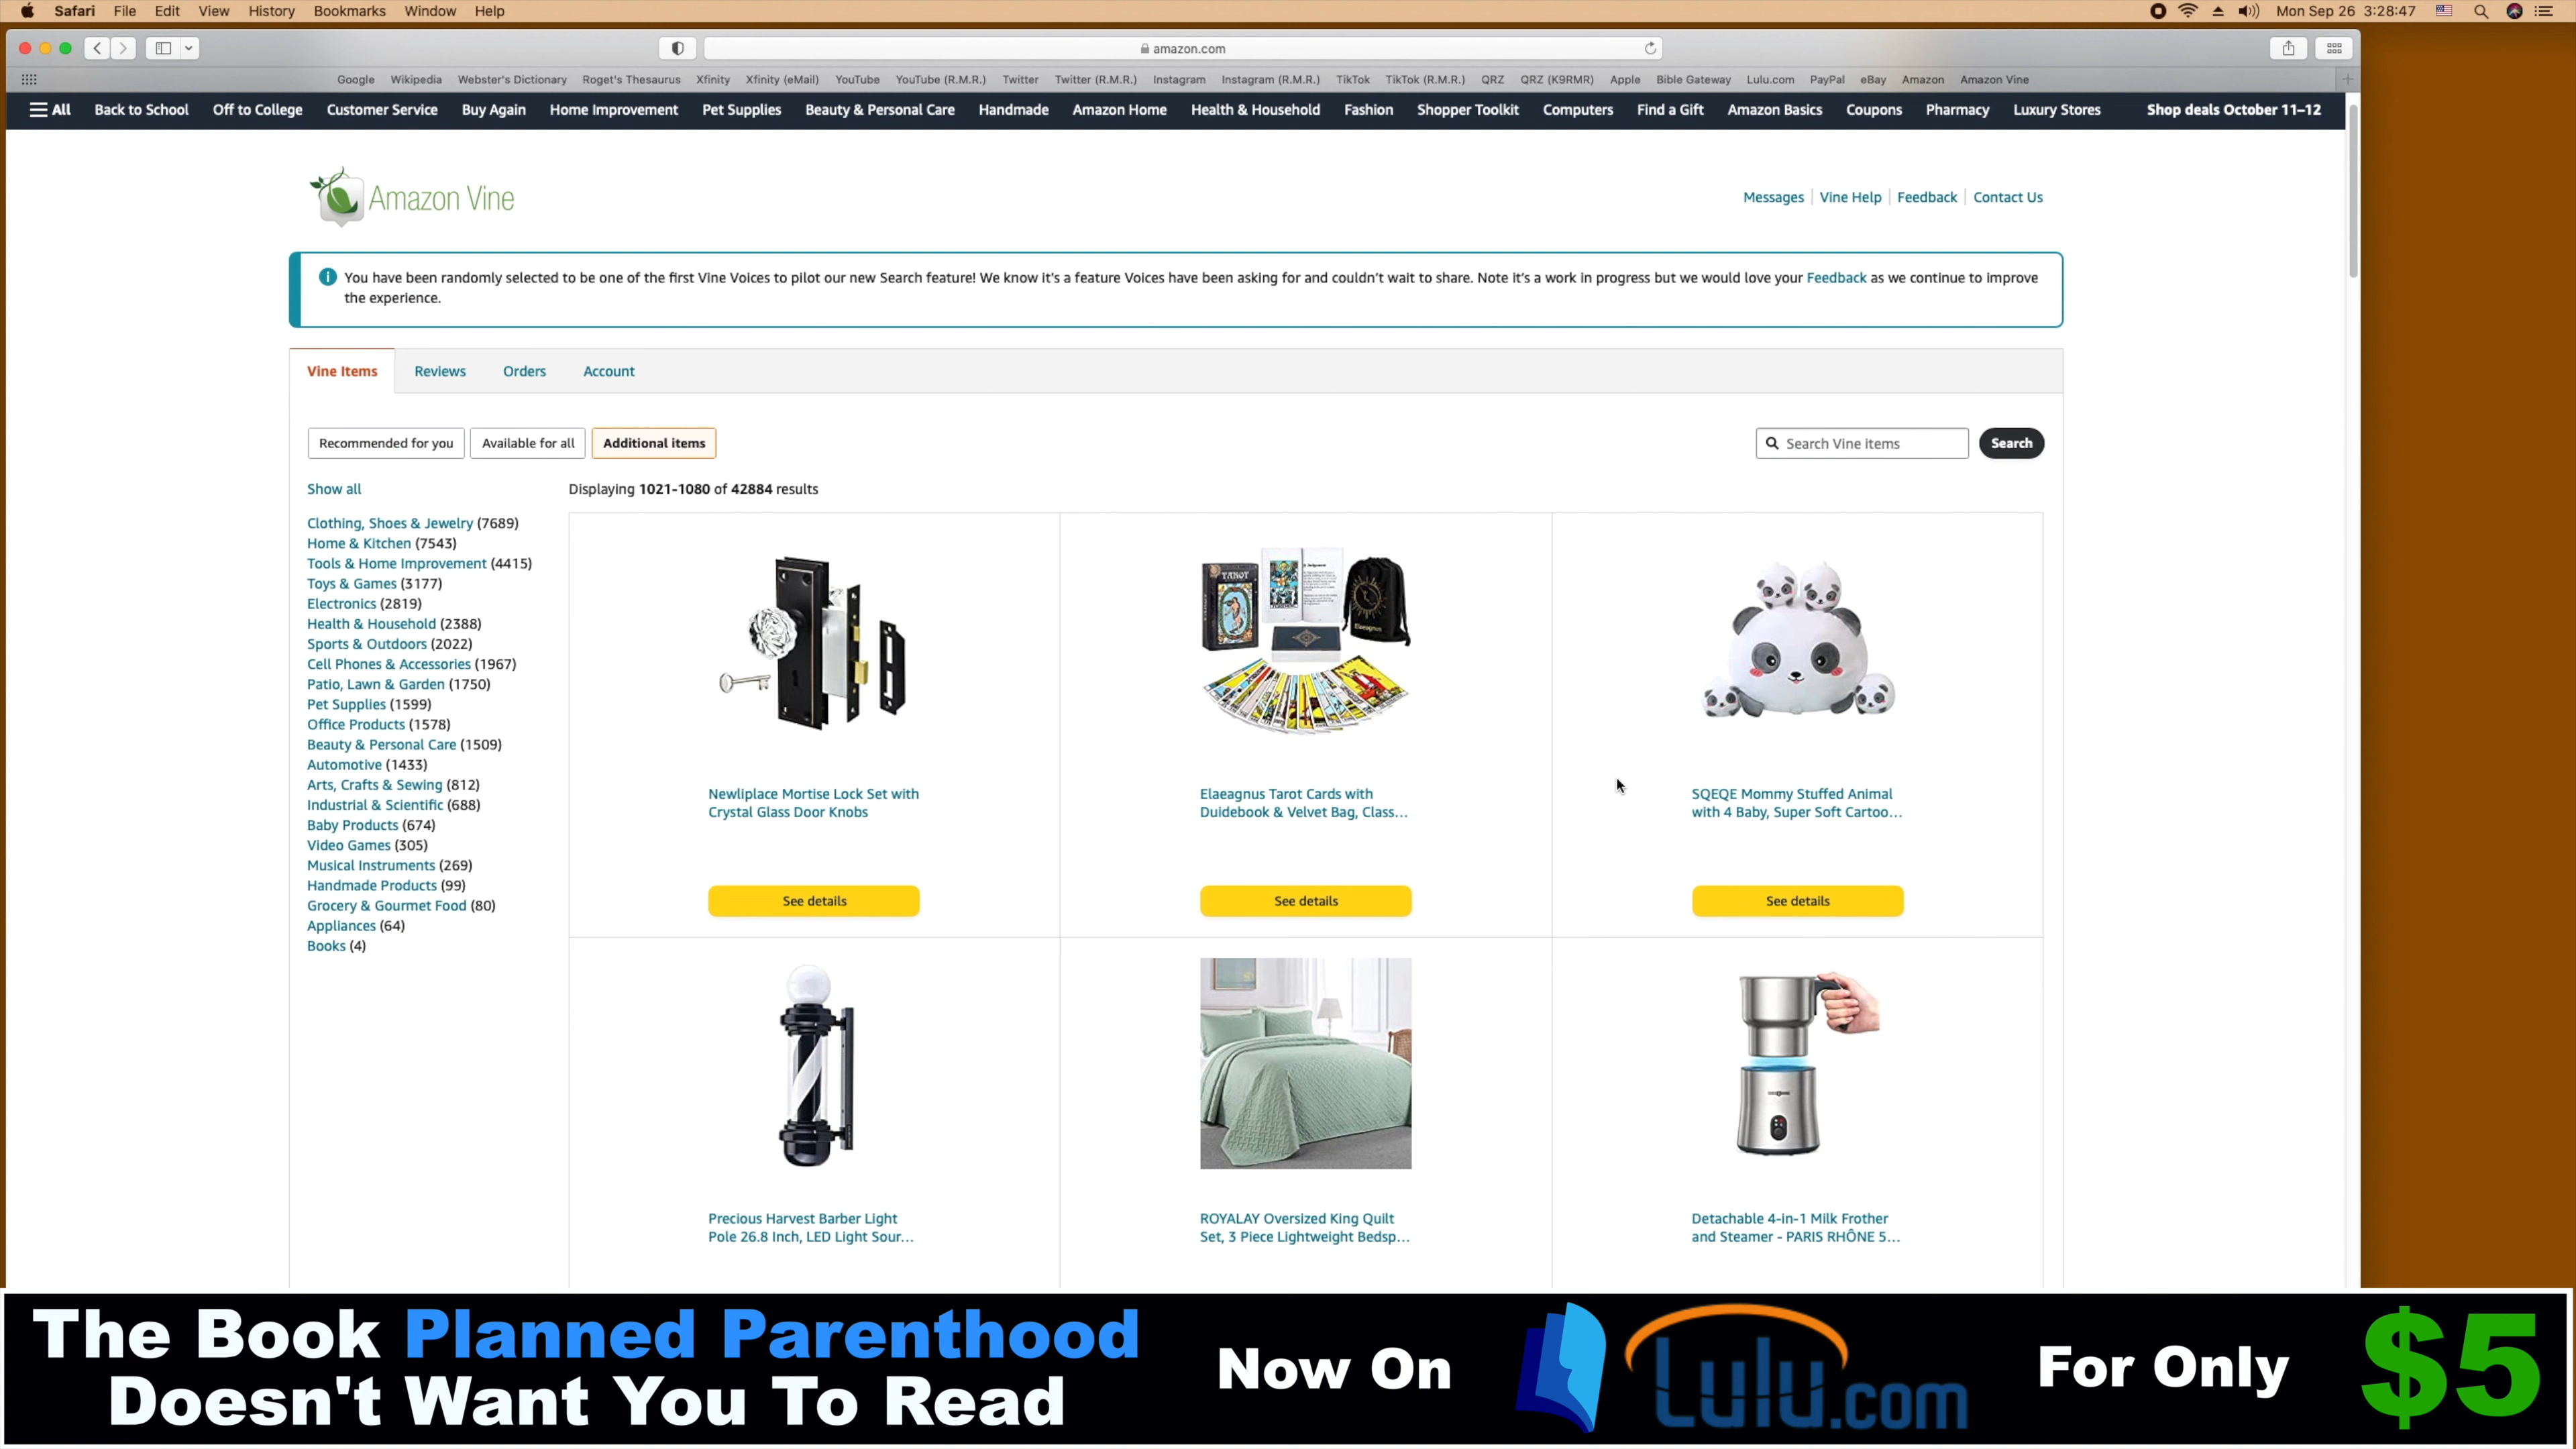 Safari File Edit View History Bookmarks Window Help Mon Sep 26 3:28:47
amazon.com
Google Wikipedia Webster's Dictionary Roget's Thesaurus Xfinity Xfinity (eMail) YouTube YouTube (R.M.R.) Twitter Twitter (R.M.R.) Instagram Instagram (R.M.R.) TikTok TikTok (R.M.R.) QRZ QRZ (K9RMR) Apple Bible Gateway Lulu.com PayPal eBay Amazon Amazon Vine
All Back to School Off to College Customer Service Buy Again Home Improvement Pet Supplies Beauty & Personal Care Handmade Amazon Home Health & Household Fashion Shopper Toolkit Computers Find a Gift Amazon Basics Coupons Pharmacy Luxury Stores Shop deals October 11–12
Amazon Vine
Messages Vine Help Feedback Contact Us
You have been randomly selected to be one of the first Vine Voices to pilot our new Search feature! We know it's a feature Voices have been asking for and couldn't wait to share. Note it's a work in progress but we would love your Feedback as we continue to improve
the experience.
Vine Items Reviews Orders Account
Recommended for you Available for all Additional items Search Vine items Search
Show all
Displaying 1021-1080 of 42884 results
Clothing, Shoes & Jewelry (7689)
Home & Kitchen (7543)
Tools & Home Improvement (4415)
Toys & Games (3177)
Electronics (2819)
Health & Household (2388)
Sports & Outdoors (2022)
Cell Phones & Accessories (1967)
Patio, Lawn & Garden (1750)
Pet Supplies (1599)
Office Products (1578)
Beauty & Personal Care (1509)
Automotive (1433)
Arts, Crafts & Sewing (812)
Industrial & Scientific (688)
Baby Products (674)
Video Games (305)
Musical Instruments (269)
Handmade Products (99)
Grocery & Gourmet Food (80)
Appliances (64)
Books (4)
TAROT
Elaeagnus
Newliplace Mortise Lock Set with
Crystal Glass Door Knobs
See details
Elaeagnus Tarot Cards with
Duidebook & Velvet Bag, Class...
See details
SQEQE Mommy Stuffed Animal
with 4 Baby, Super Soft Cartoo...
See details
Precious Harvest Barber Light
Pole 26.8 Inch, LED Light Sour...
ROYALAY Oversized King Quilt
Set, 3 Piece Lightweight Bedsp...
Detachable 4-in-1 Milk Frother
and Steamer - PARIS RHÔNE 5...
The Book Planned Parenthood
Doesn't Want You To Read
Now On
Lulu.com
For Only
$5